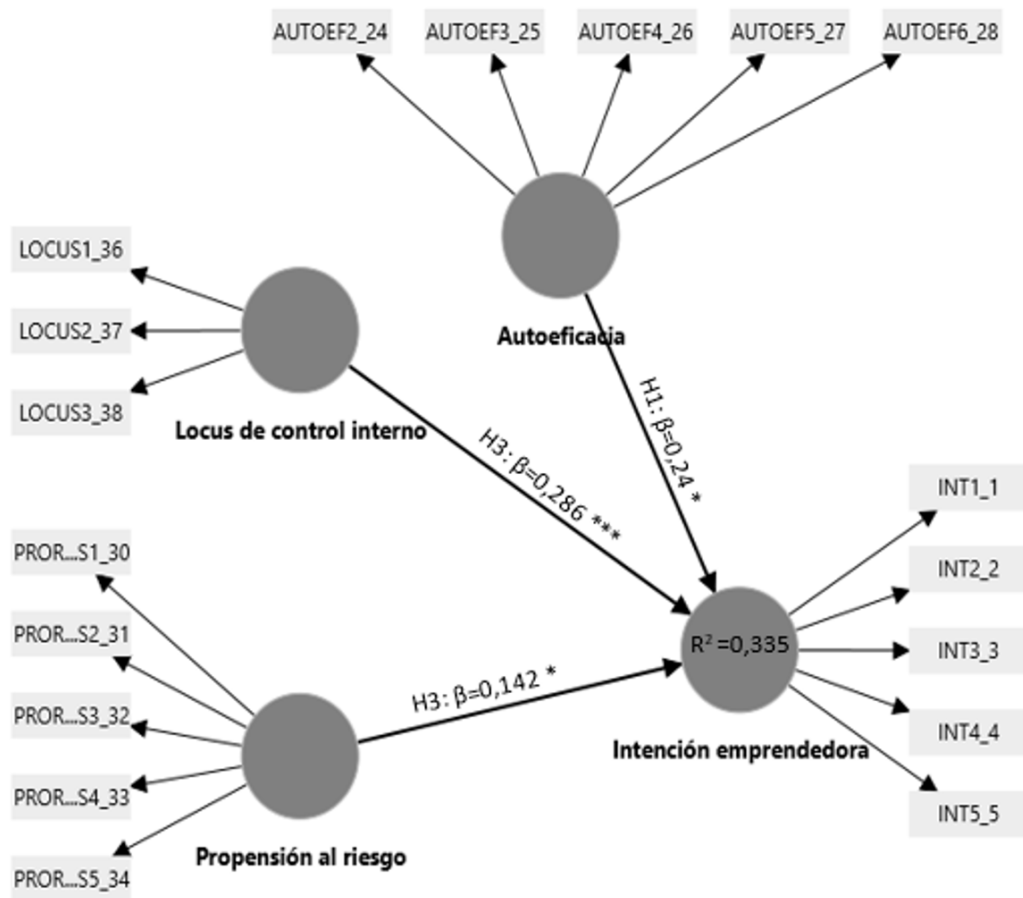 AUTOEF2_24
AUTOEF3_25
AUTOEF4_26
AUTOEF5_27
AUTOEF6_28
Autoeficacia
LOCUS1_36
LOCUS2_37
LOCUS3_38
Locus de control interno
H1: β=0,24 *
H3: β=0,286 ***
PROR...S1_30
PROR...S2_31
PROR...S3_32
PROR...S4_33
PROR...S5_34
Propensión al riesgo
H3: β=0,142 *
R² =0,335
Intención emprendedora
INT1_1
INT2_2
INT3_3
INT4_4
INT5_5